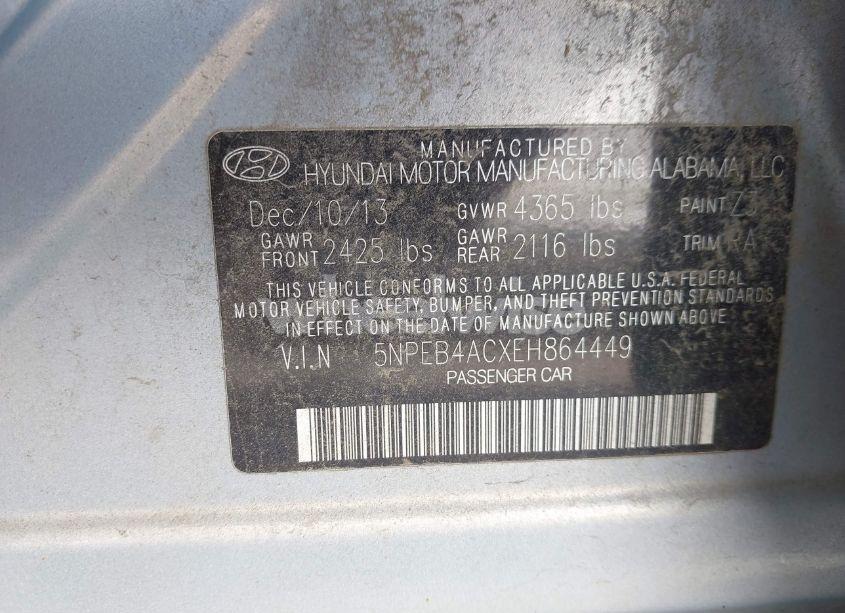 MANUFACTURED BY
HYUNDAI MOTOR MANUFACTURING ALABAMA, LLC
Dec/10/13 GVWR 4365 lbs PAINT Z3
GAWR FRONT 2425 lbs GAWR REAR 2116 lbs TRIM RA
THIS VEHICLE CONFORMS TO ALL APPLICABLE U.S.A. FEDERAL
MOTOR VEHICLE SAFETY, BUMPER, AND THEFT PREVENTION STANDARDS
IN EFFECT ON THE DATE OF MANUFACTURE SHOWN ABOVE.
V.I.N 5NPEB4ACXEH864449
PASSENGER CAR